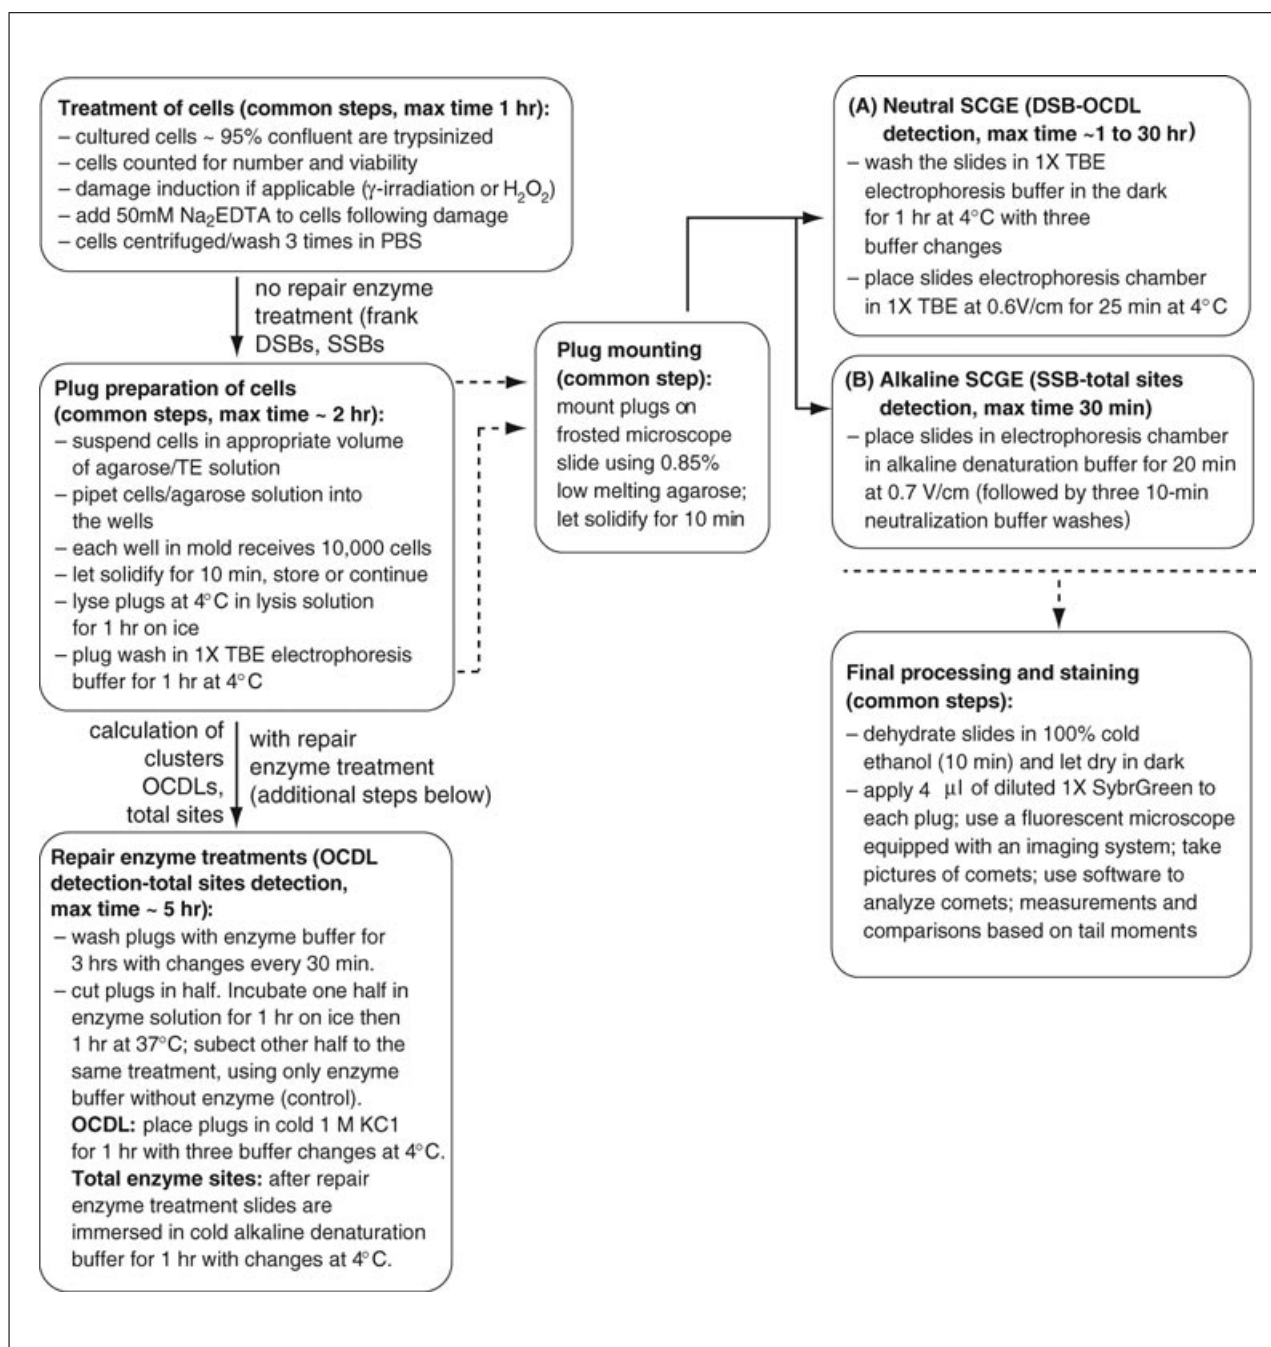 Treatment of cells (common steps, max time 1 hr):
– cultured cells ~ 95% confluent are trypsinized
– cells counted for number and viability
– damage induction if applicable (γ-irradiation or H₂O₂)
– add 50mM Na₂EDTA to cells following damage
– cells centrifuged/wash 3 times in PBS
no repair enzyme
treatment (frank
DSBs, SSBs
Plug preparation of cells
(common steps, max time ~ 2 hr):
– suspend cells in appropriate volume
of agarose/TE solution
– pipet cells/agarose solution into
the wells
– each well in mold receives 10,000 cells
– let solidify for 10 min, store or continue
– lyse plugs at 4°C in lysis solution
for 1 hr on ice
– plug wash in 1X TBE electrophoresis
buffer for 1 hr at 4°C
calculation of
clusters
OCDLs,
total sites
with repair
enzyme treatment
(additional steps below)
Repair enzyme treatments (OCDL
detection-total sites detection,
max time ~ 5 hr):
– wash plugs with enzyme buffer for
3 hrs with changes every 30 min.
– cut plugs in half. Incubate one half in
enzyme solution for 1 hr on ice then
1 hr at 37°C; subect other half to the
same treatment, using only enzyme
buffer without enzyme (control).
OCDL: place plugs in cold 1 M KC1
for 1 hr with three buffer changes at 4°C.
Total enzyme sites: after repair
enzyme treatment slides are
immersed in cold alkaline denaturation
buffer for 1 hr with changes at 4°C.
Plug mounting
(common step):
mount plugs on
frosted microscope
slide using 0.85%
low melting agarose;
let solidify for 10 min
(A) Neutral SCGE (DSB-OCDL
detection, max time ~1 to 30 hr)
– wash the slides in 1X TBE
electrophoresis buffer in the dark
for 1 hr at 4°C with three
buffer changes
– place slides electrophoresis chamber
in 1X TBE at 0.6V/cm for 25 min at 4°C
(B) Alkaline SCGE (SSB-total sites
detection, max time 30 min)
– place slides in electrophoresis chamber
in alkaline denaturation buffer for 20 min
at 0.7 V/cm (followed by three 10-min
neutralization buffer washes)
Final processing and staining
(common steps):
– dehydrate slides in 100% cold
ethanol (10 min) and let dry in dark
– apply 4 μl of diluted 1X SybrGreen to
each plug; use a fluorescent microscope
equipped with an imaging system; take
pictures of comets; use software to
analyze comets; measurements and
comparisons based on tail moments